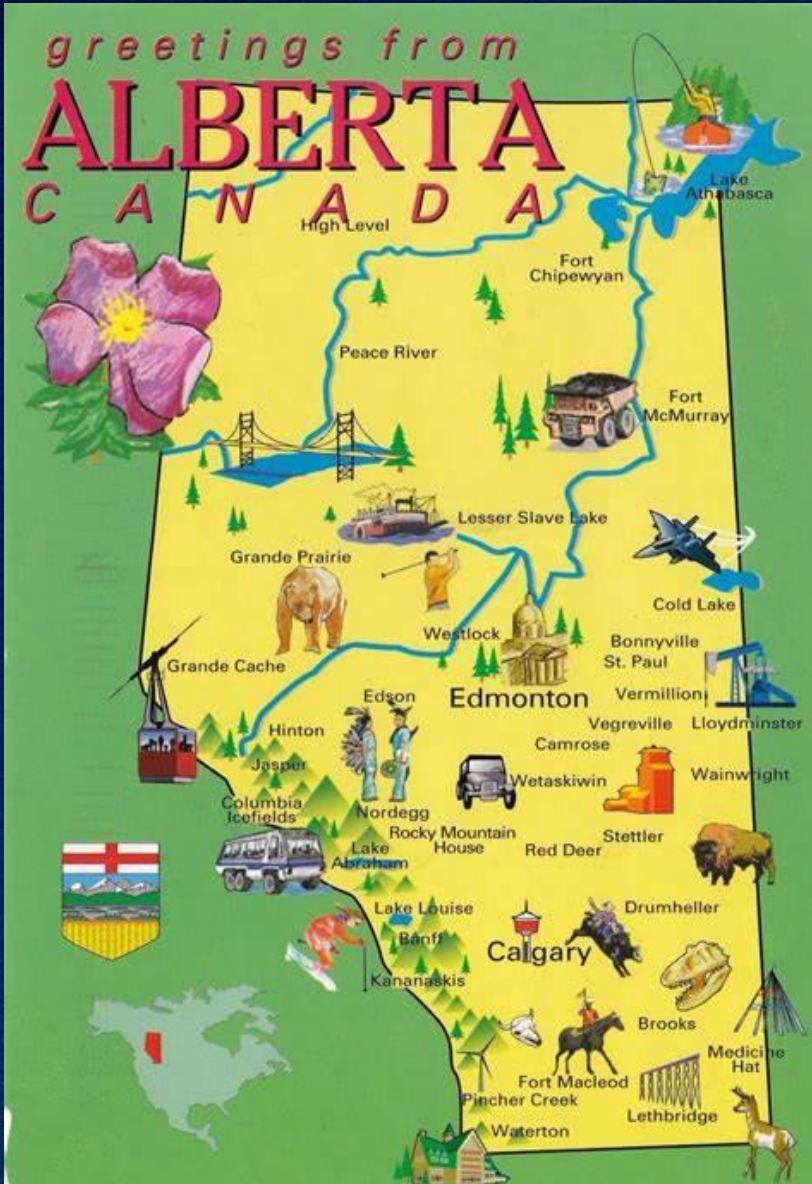 greetings from
ALBERTA
CANADA
Lake
Athabasca
High Level
Fort
Chipewyan
Peace River
Fort
McMurray
Lesser Slave Lake
Grande Prairie
Cold Lake
Westlock
Bonnyville
St. Paul
Grande Cache
Edson
Edmonton
Vermillion
Vegreville
Lloydminster
Hinton
Camrose
Jasper
Wetaskiwin
Wainwright
Columbia
Icefields
Nordegg
Rocky Mountain
House
Stettler
Red Deer
Lake
Abraham
Lake Louise
Drumheller
Banff
Calgary
Kananaskis
Brooks
Medicine
Hat
Fort Macleod
Pincher Creek
Lethbridge
Waterton